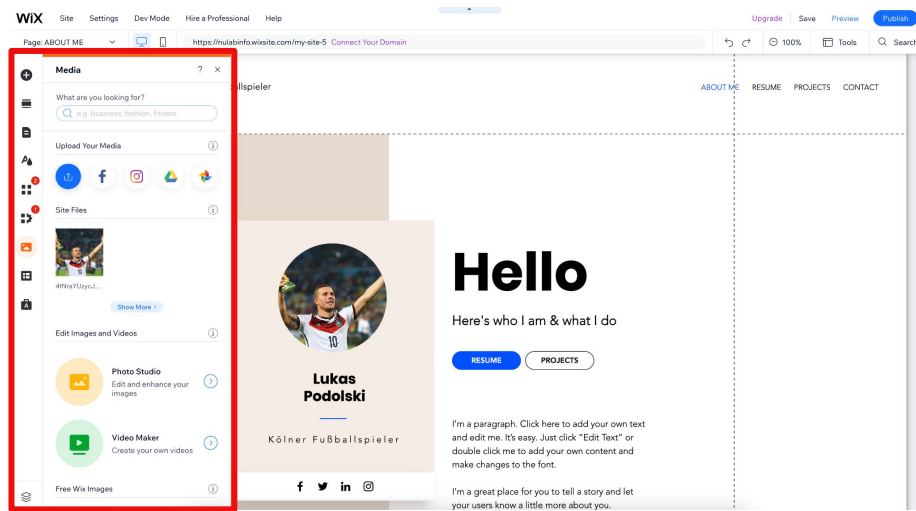 WiX Site Settings Dev Mode Hire a Professional Help Upgrade Save Preview Publish
Page: ABOUT ME https://nulabinfo.wixsite.com/my-site-5 Connect Your Domain 100% Tools Search
Media ? ×
What are you looking for?
e.g. business, fashion, fitness
Upload Your Media
Site Files
4fNraYUzycJ...
Show More >
Edit Images and Videos
Photo Studio
Edit and enhance your
images
Video Maker
Create your own videos
Free Wix Images
2
1
ballspieler
ABOUT ME RESUME PROJECTS CONTACT
10
Lukas
Podolski
Kölner Fußballspieler
Hello
Here's who I am & what I do
RESUME PROJECTS
I'm a paragraph. Click here to add your own text
and edit me. It's easy. Just click “Edit Text” or
double click me to add your own content and
make changes to the font.
I'm a great place for you to tell a story and let
your users know a little more about you.